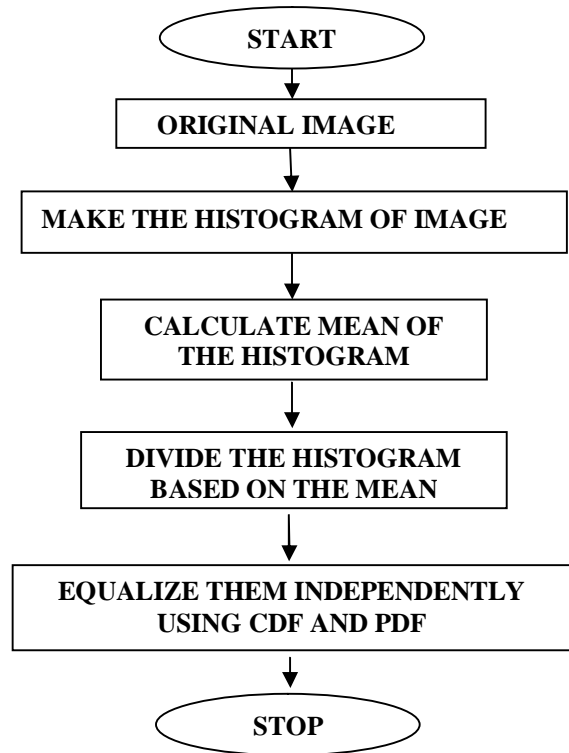 START
ORIGINAL IMAGE
MAKE THE HISTOGRAM OF IMAGE
CALCULATE MEAN OF
THE HISTOGRAM
DIVIDE THE HISTOGRAM
BASED ON THE MEAN
EQUALIZE THEM INDEPENDENTLY
USING CDF AND PDF
STOP